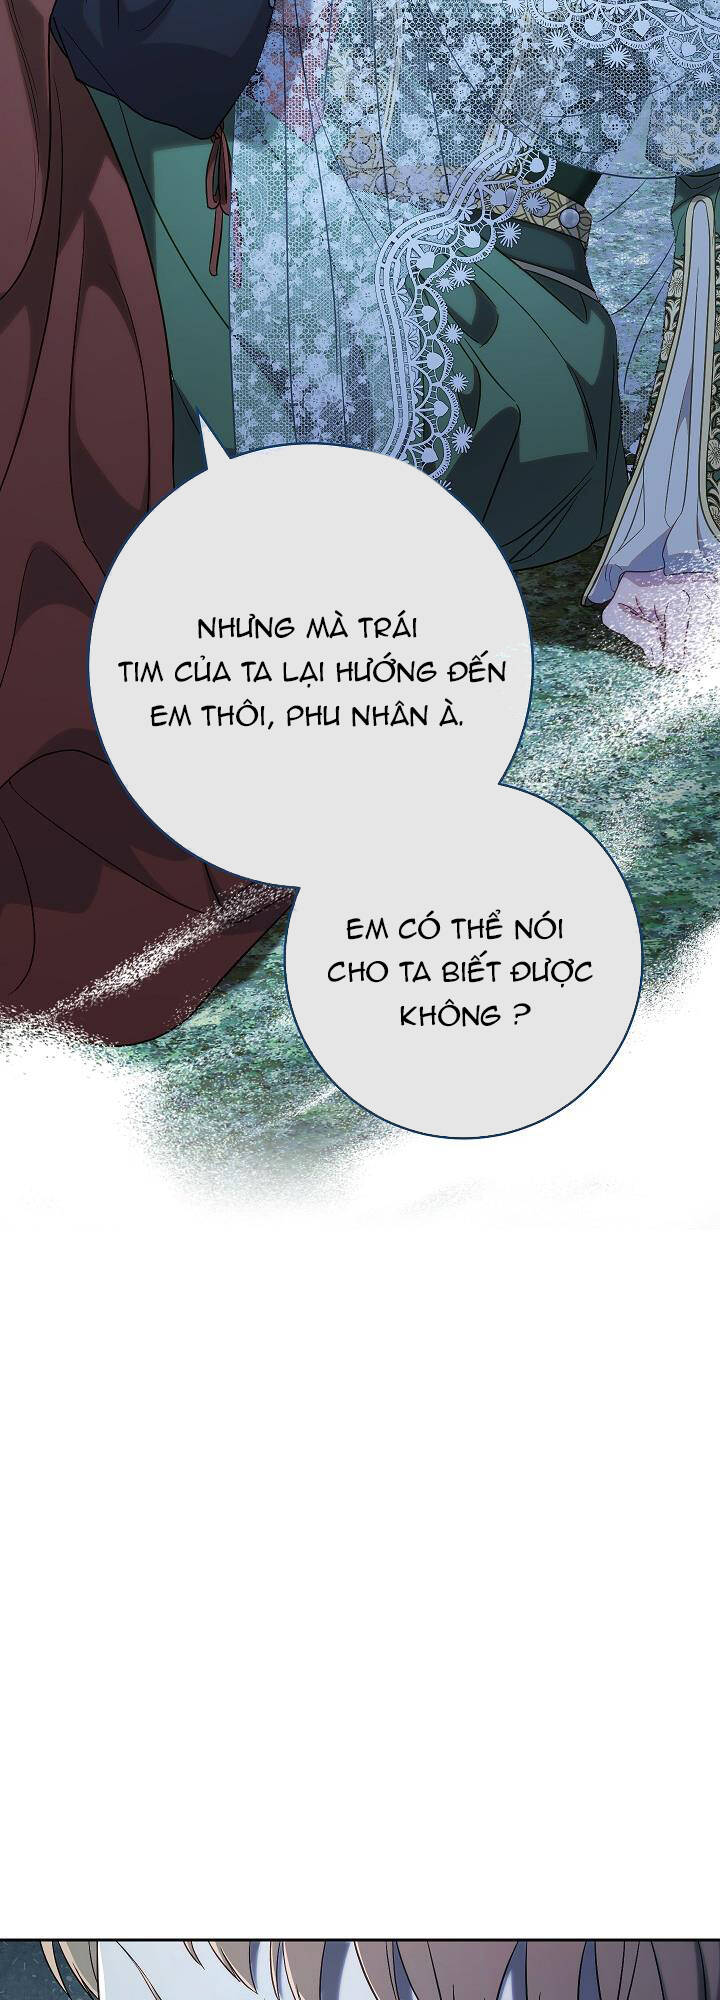 NHƯNG MÀ TRÁI
TIM CỦA TA LẠI HƯỚNG ĐẾN
EM THÔI, PHU NHÂN À.
EM CÓ THỂ NÓI
CHO TA BIẾT ĐƯỢC
KHÔNG ?